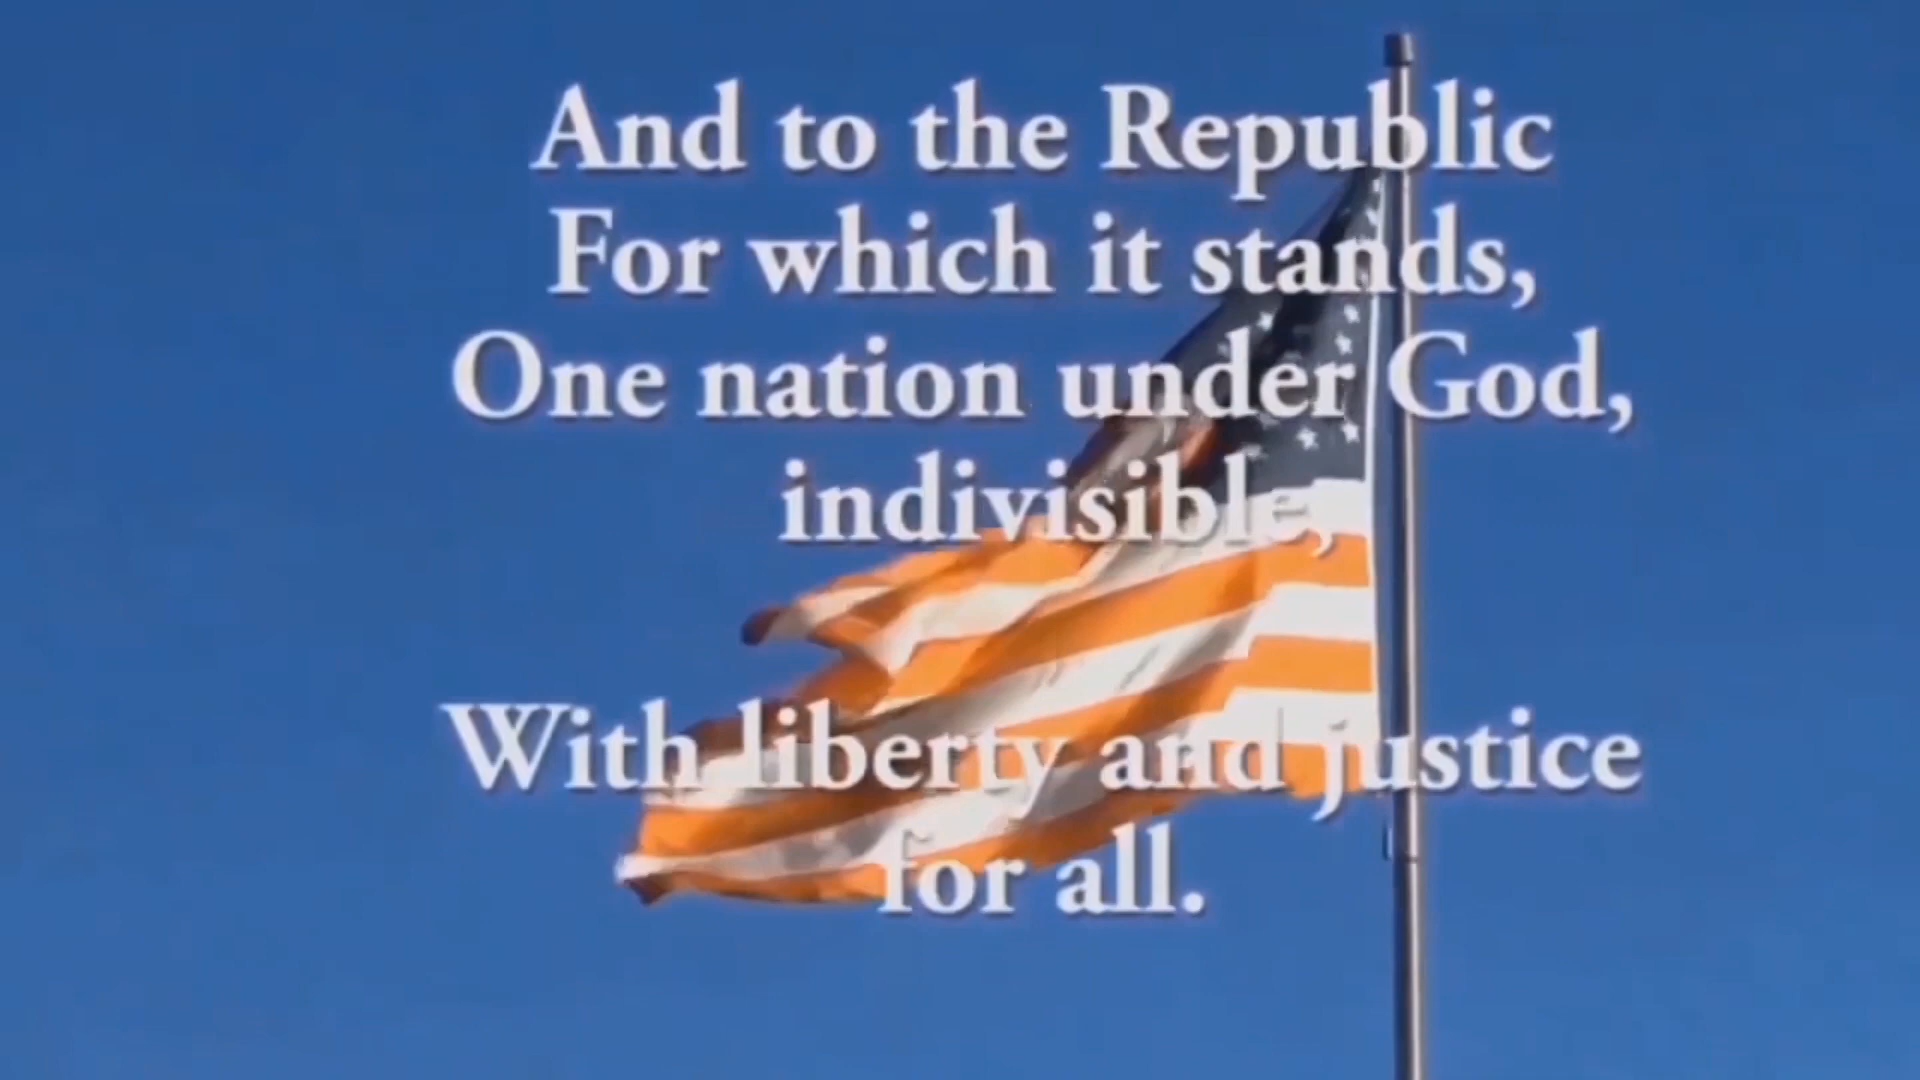 And to the Republic
For which it stands,
One nation under God,
indivisible,
With liberty and justice
for all.